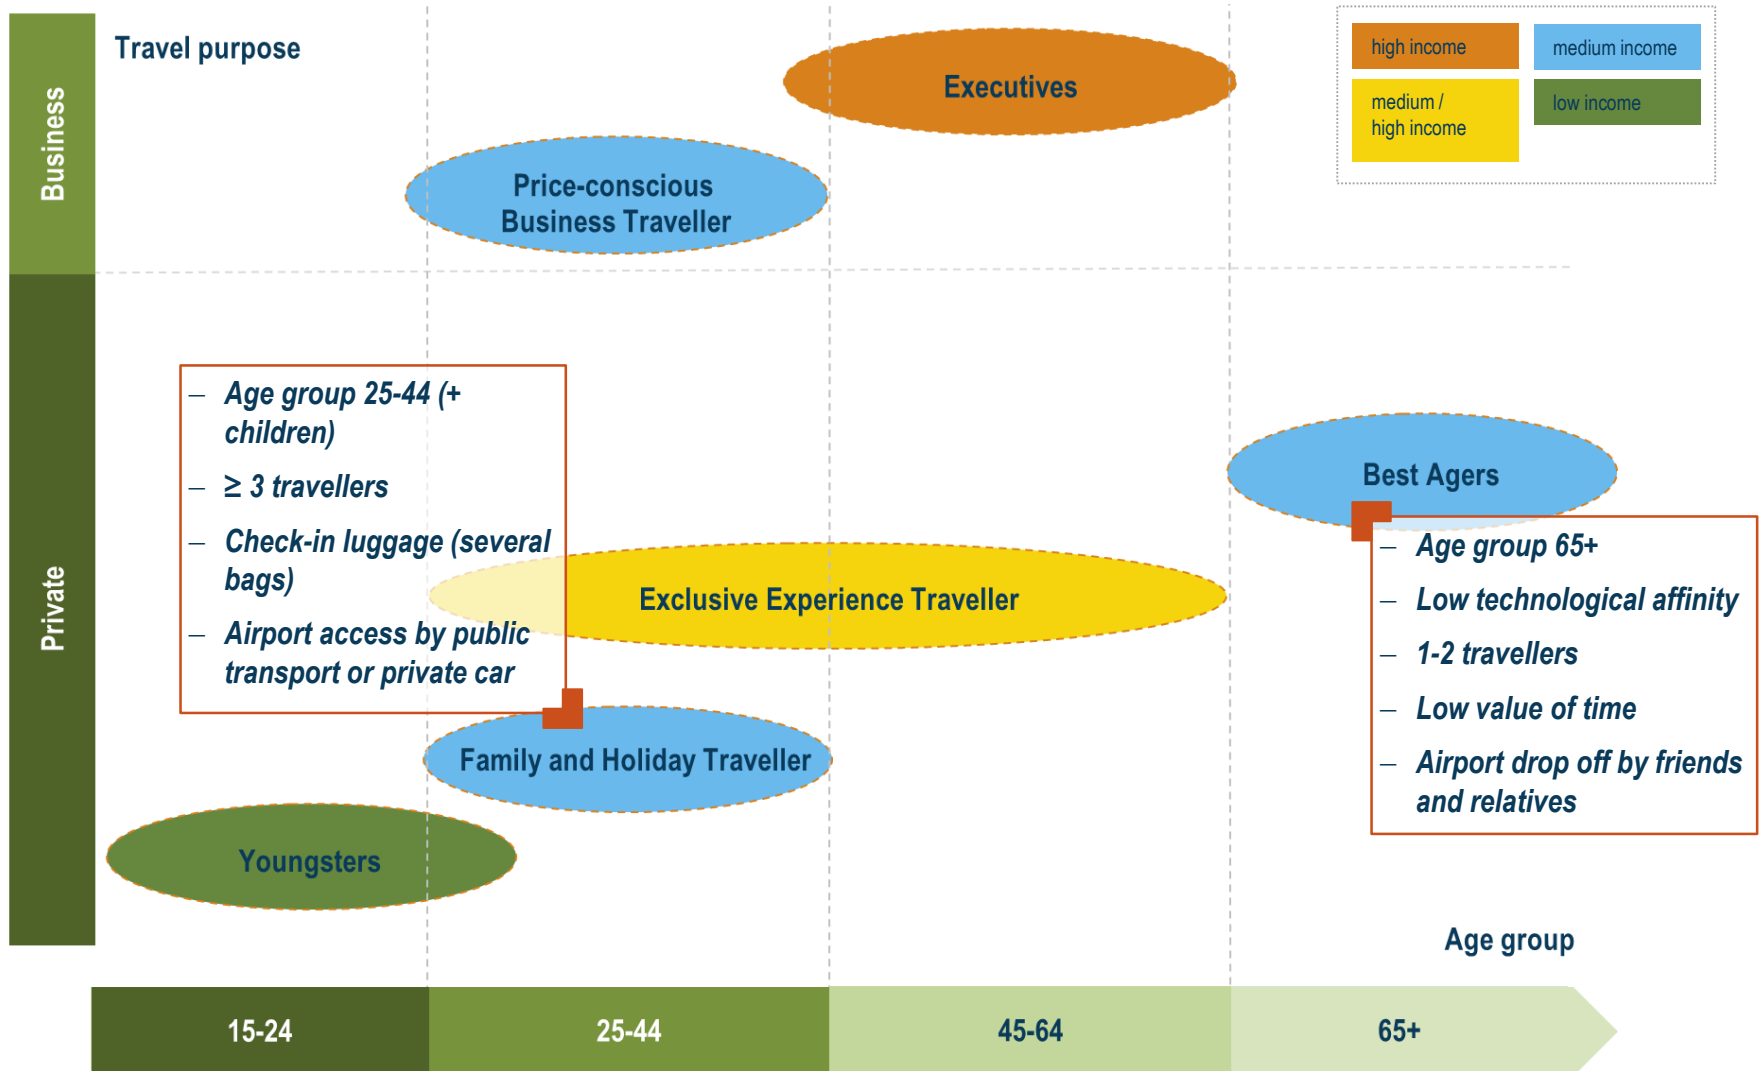 Travel purpose
Business
Private
high income
medium income
medium /
high income
low income
Executives
Price-conscious
Business Traveller
– Age group 25-44 (+
children)
– ≥ 3 travellers
– Check-in luggage (several
bags)
– Airport access by public
transport or private car
Best Agers
– Age group 65+
– Low technological affinity
– 1-2 travellers
– Low value of time
– Airport drop off by friends
and relatives
Exclusive Experience Traveller
Family and Holiday Traveller
Youngsters
Age group
15-24
25-44
45-64
65+